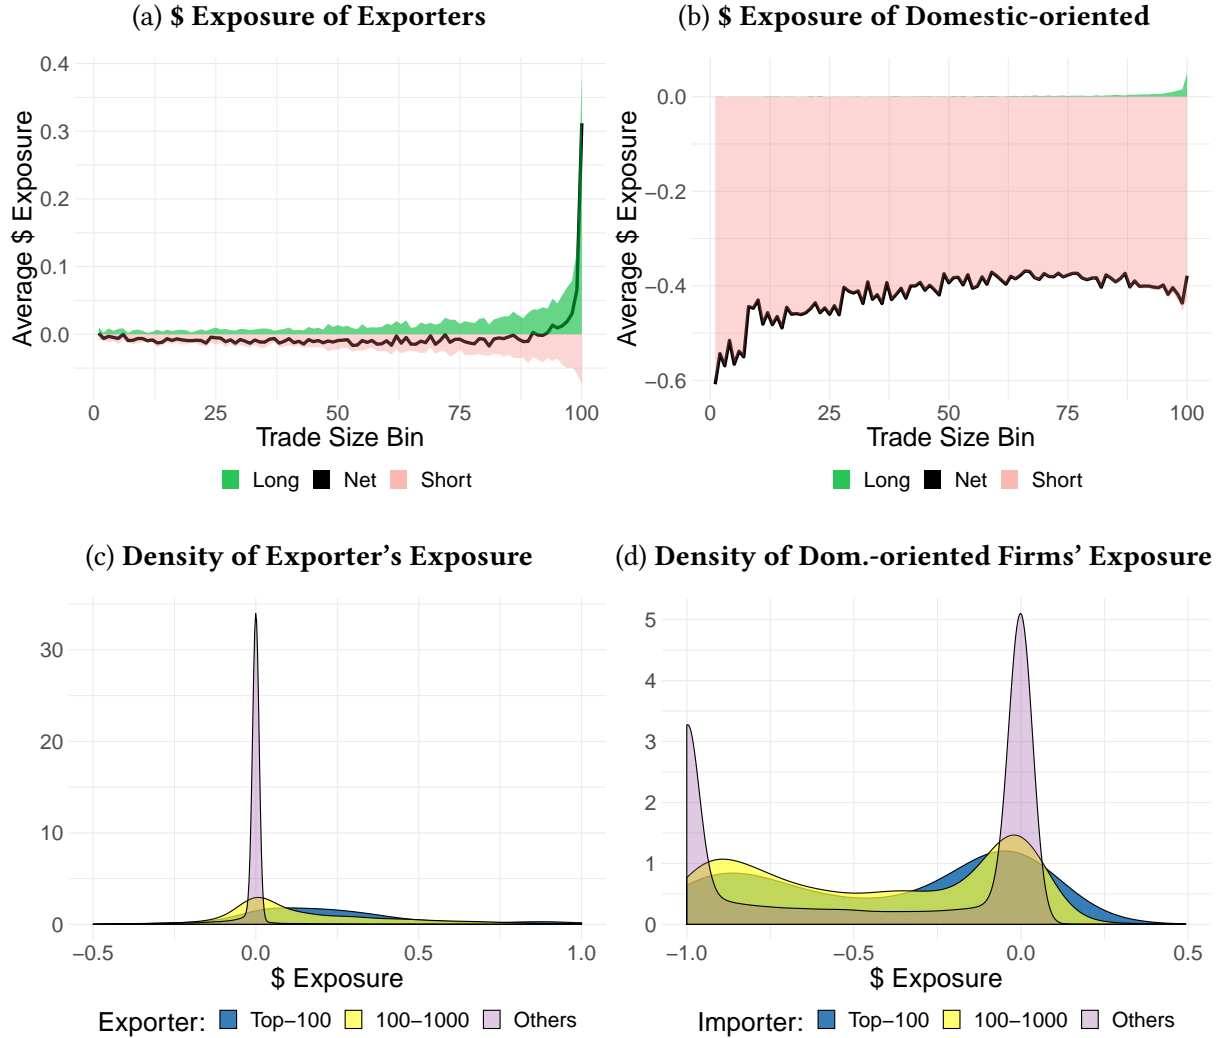 (a) $ Exposure of Exporters
Average $ Exposure
0.4
0.3
0.2
0.1
0.0
0
25
50
75
100
Trade Size Bin
Long
Net
Short
(b) $ Exposure of Domestic-oriented
Average $ Exposure
0.0
−0.2
−0.4
−0.6
0
25
50
75
100
Trade Size Bin
Long
Net
Short
(c) Density of Exporter's Exposure
30
20
10
0
−0.5
0.0
0.5
1.0
$ Exposure
Exporter:
Top−100
100−1000
Others
(d) Density of Dom.-oriented Firms' Exposure
5
4
3
2
1
0
−1.0
−0.5
0.0
0.5
$ Exposure
Importer:
Top−100
100−1000
Others